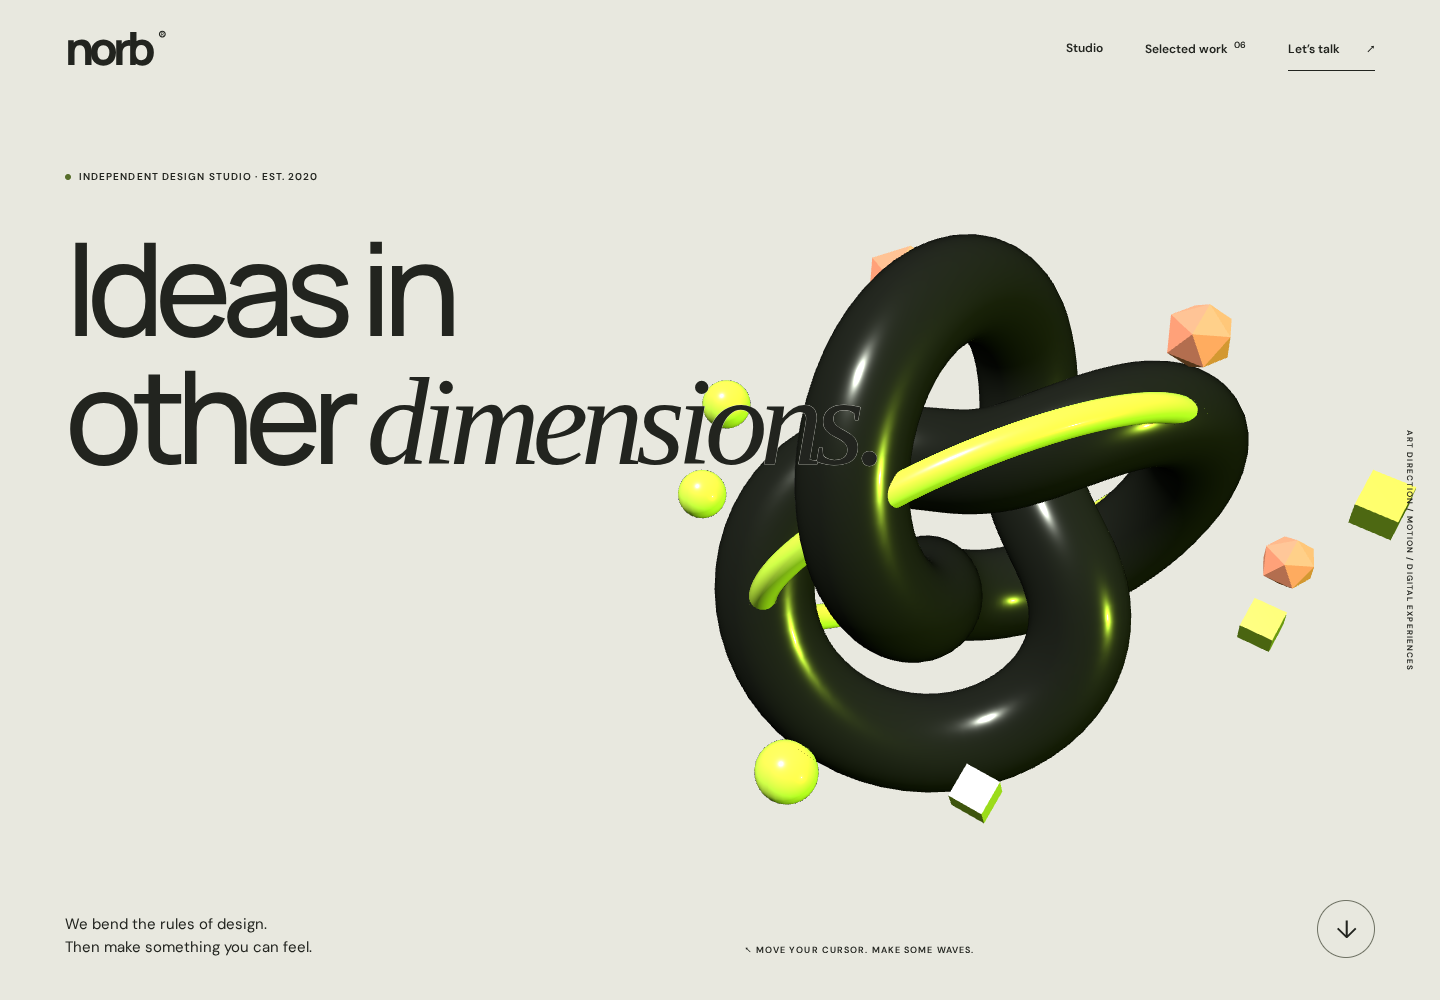 norb ®
Studio
Selected work 06
Let's talk ↗
INDEPENDENT DESIGN STUDIO · EST. 2020
Ideas in
other dimensions.
ART DIRECTION / MOTION / DIGITAL EXPERIENCES
We bend the rules of design.
Then make something you can feel.
↖ MOVE YOUR CURSOR. MAKE SOME WAVES.